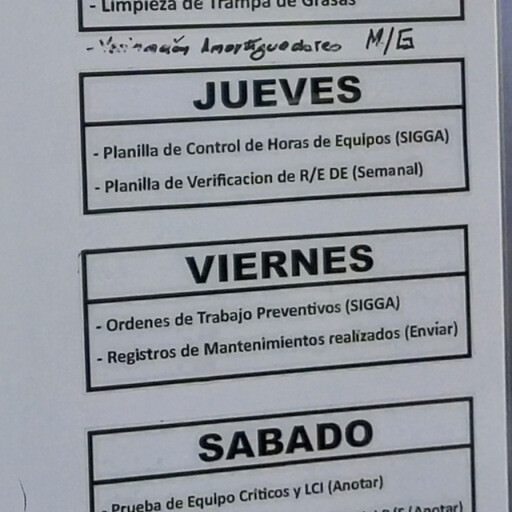 - Limpieza de Trampa de Grasas
- Verificación Amortiguadores M/G
JUEVES
- Planilla de Control de Horas de Equipos (SIGGA)
- Planilla de Verificacion de R/E DE (Semanal)
VIERNES
- Ordenes de Trabajo Preventivos (SIGGA)
- Registros de Mantenimientos realizados (Enviar)
SABADO
- Prueba de Equipo Criticos y LCI (Anotar)
(Anotar)